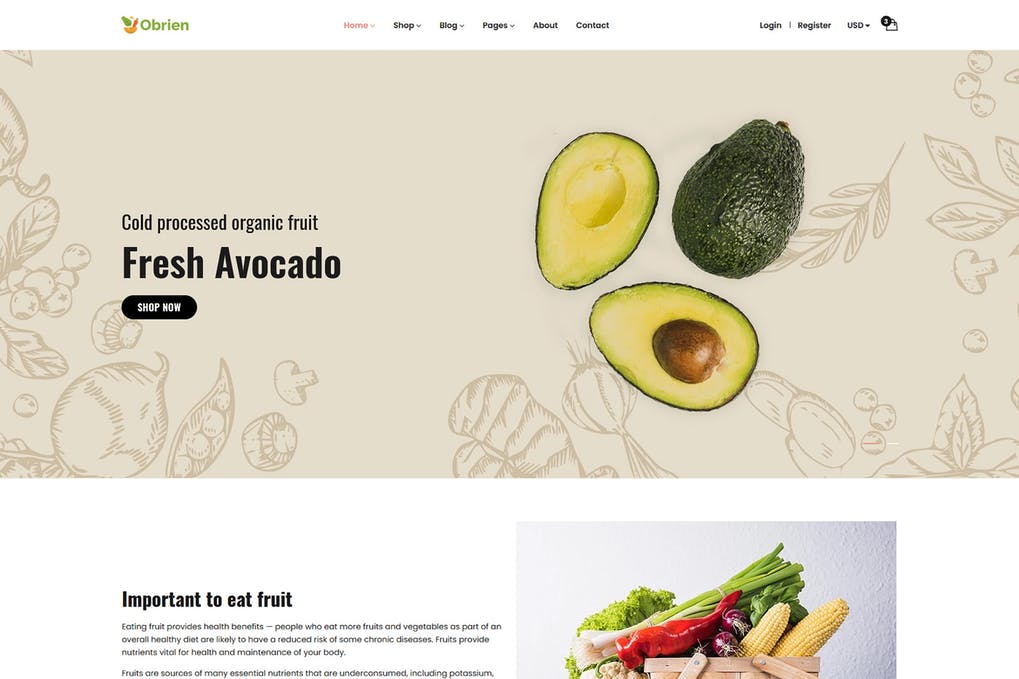 Obrien
Home Shop Blog Pages About Contact
Login | Register USD 3
Cold processed organic fruit
Fresh Avocado
SHOP NOW
Important to eat fruit
Eating fruit provides health benefits — people who eat more fruits and vegetables as part of an
overall healthy diet are likely to have a reduced risk of some chronic diseases. Fruits provide
nutrients vital for health and maintenance of your body.
Fruits are sources of many essential nutrients that are underconsumed, including potassium,